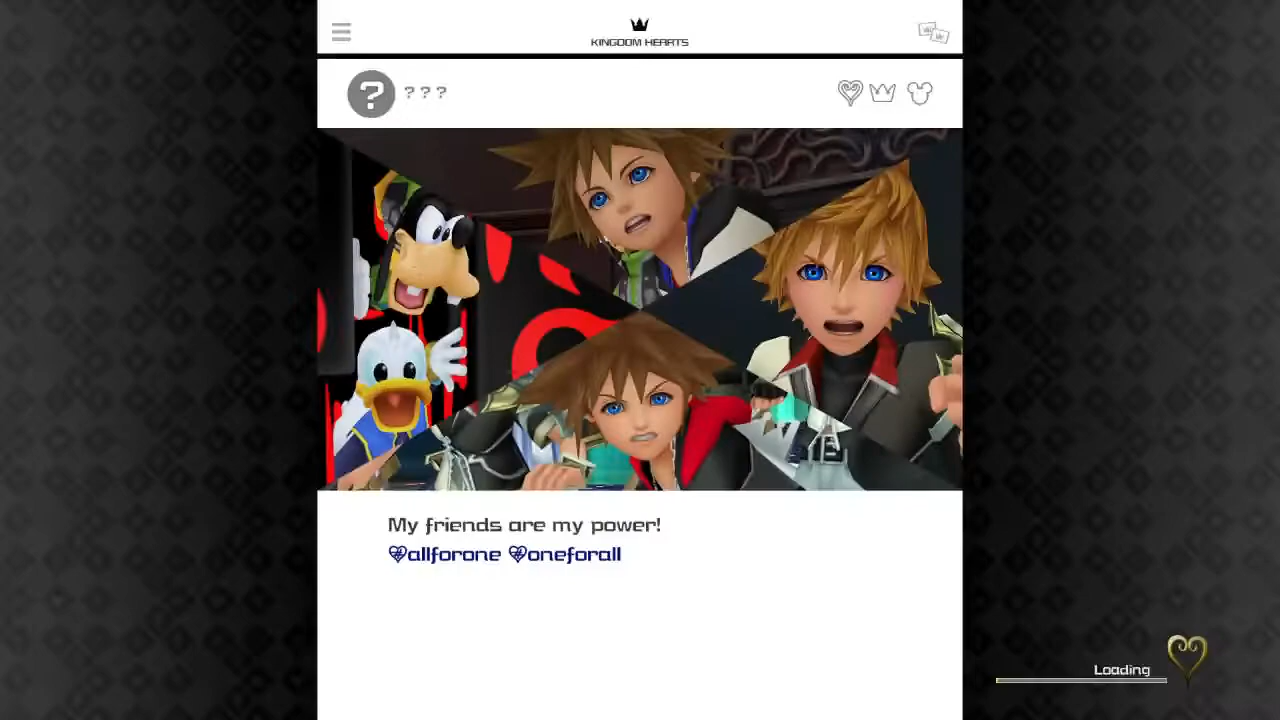 KINGDOM HEARTS
?
? ? ?
My friends are my power!
allforone oneforall
Loading